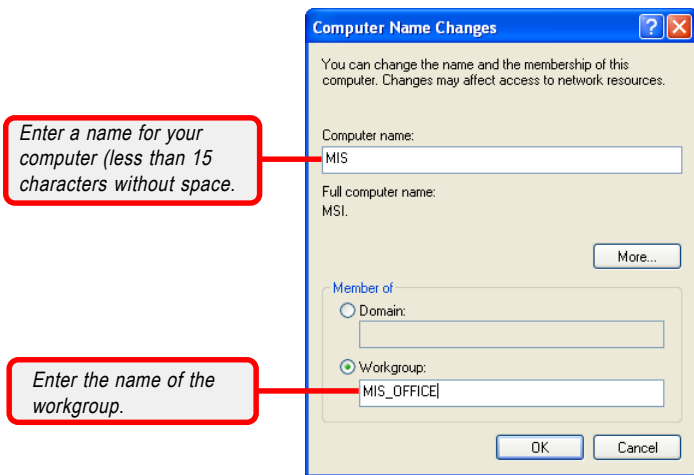 Computer Name Changes
You can change the name and the membership of this
computer. Changes may affect access to network resources.
Enter a name for your
computer (less than 15
characters without space.
Computer name:
MIS
Full computer name:
MSI.
More...
Member of
Domain:
Workgroup:
MIS_OFFICE
Enter the name of the
workgroup.
OK
Cancel